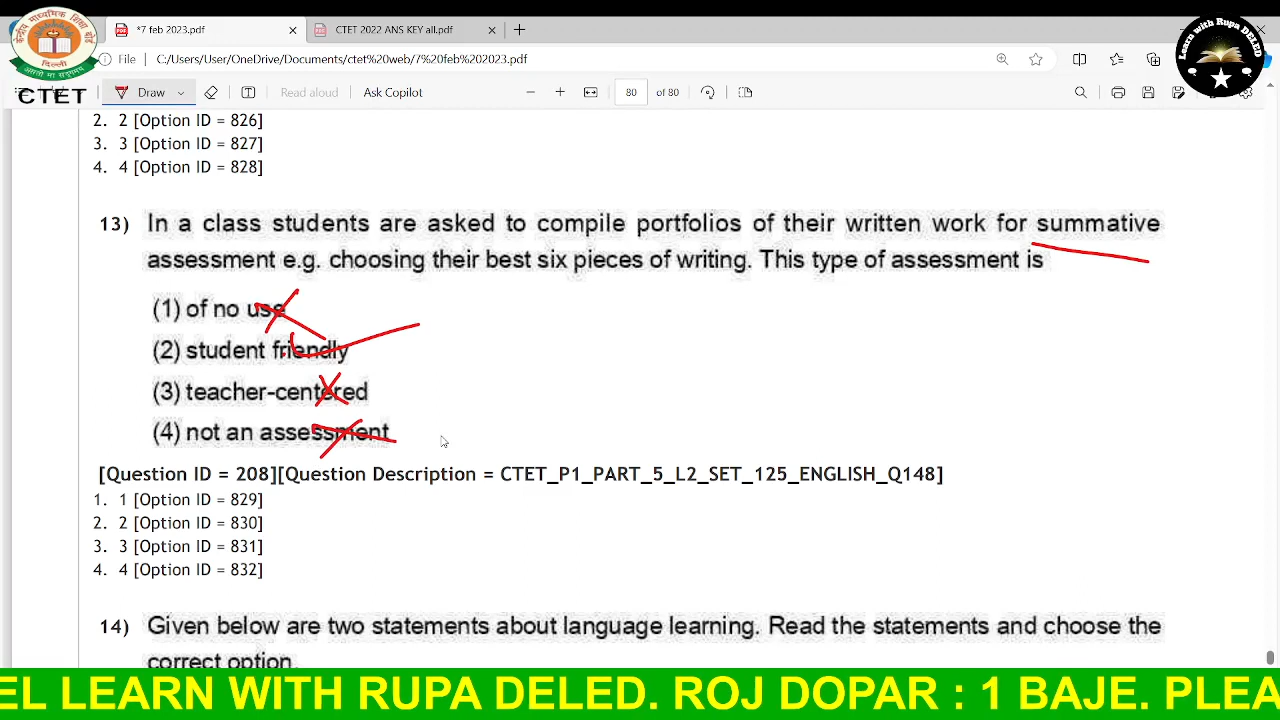 *7 feb 2023.pdf
CTET 2022 ANS KEY all.pdf
File
C:/Users/User/OneDrive/Documents/ctet%20web/7%20feb%202023.pdf
Learn with Rupa DELED
CTET
Draw
Read aloud
Ask Copilot
80 of 80
2. 2 [Option ID = 826]
3. 3 [Option ID = 827]
4. 4 [Option ID = 828]
13) In a class students are asked to compile portfolios of their written work for summative
assessment e.g. choosing their best six pieces of writing. This type of assessment is
(1) of no use
(2) student friendly
(3) teacher-centered
(4) not an assessment
[Question ID = 208][Question Description = CTET_P1_PART_5_L2_SET_125_ENGLISH_Q148]
1. 1 [Option ID = 829]
2. 2 [Option ID = 830]
3. 3 [Option ID = 831]
4. 4 [Option ID = 832]
14) Given below are two statements about language learning. Read the statements and choose the
correct option.
EL LEARN WITH RUPA DELED. ROJ DOPAR : 1 BAJE. PLEA